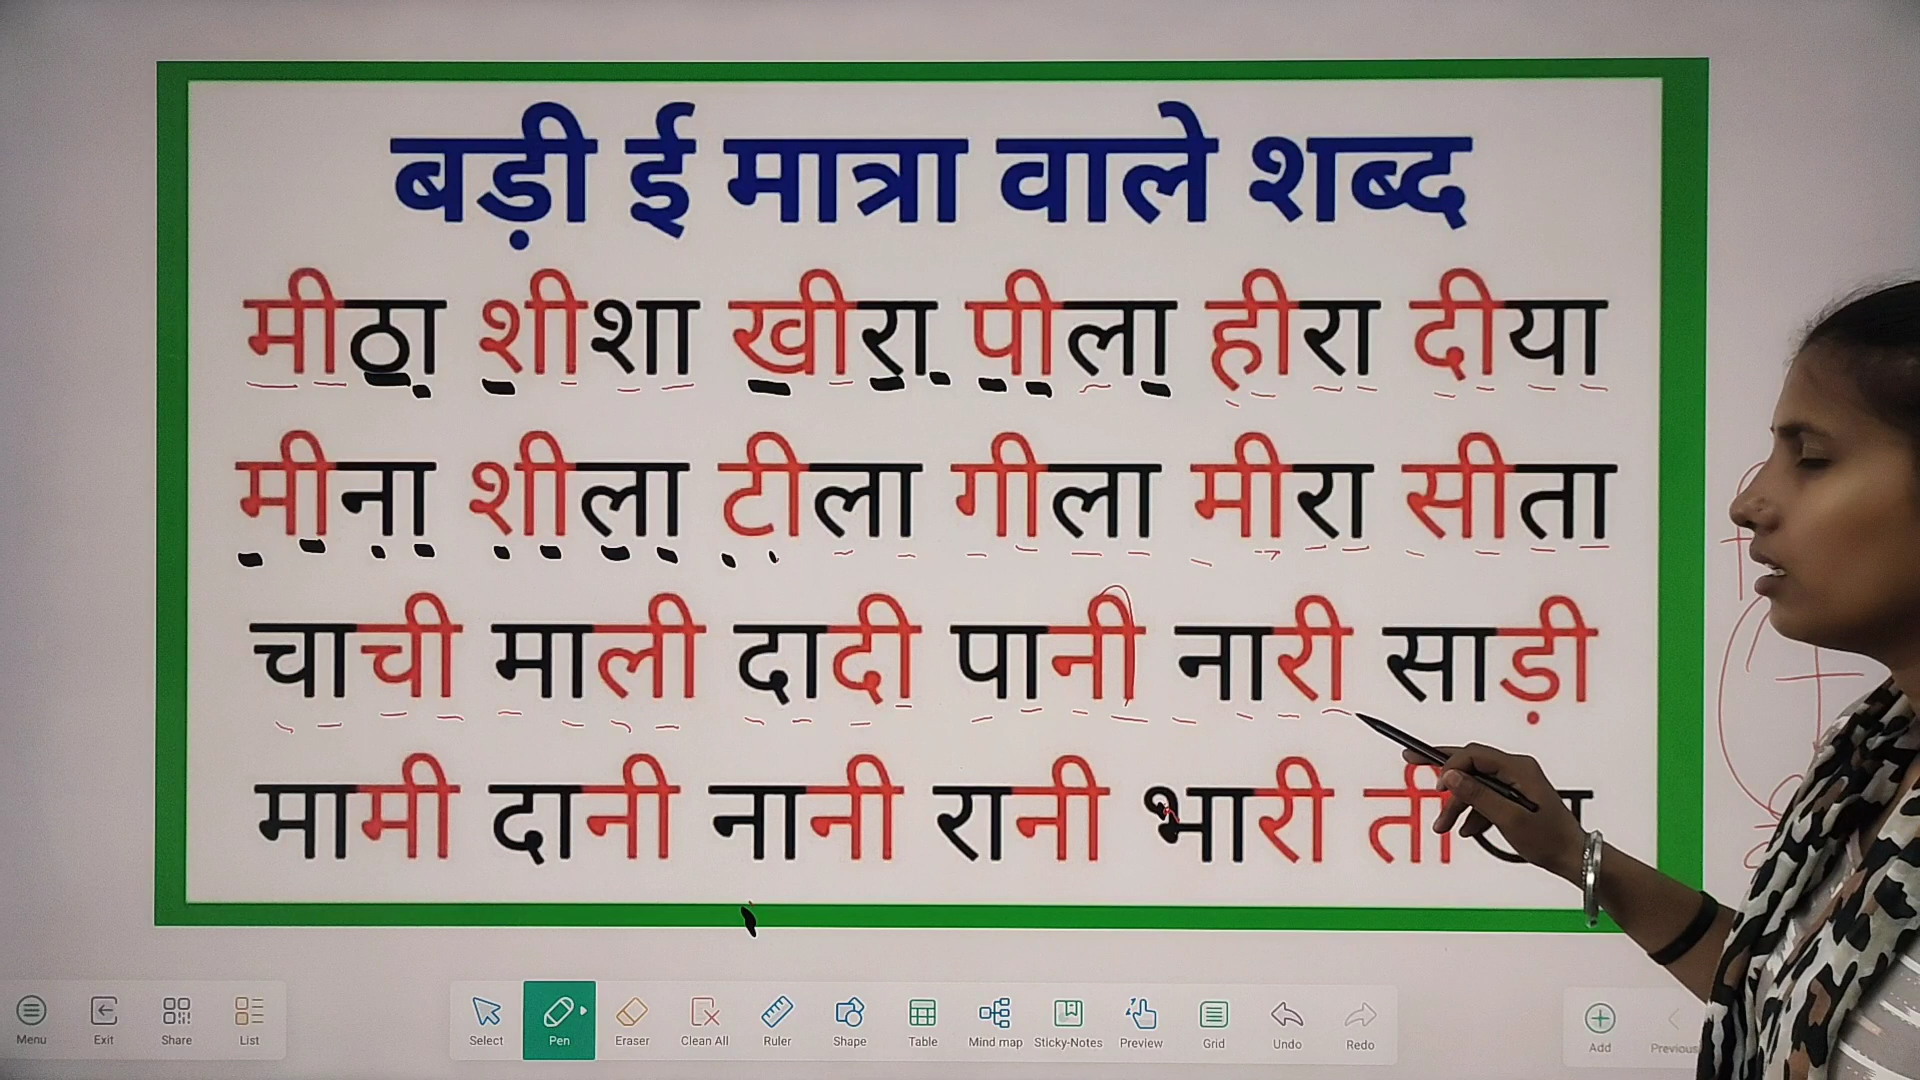 बड़ी ई मात्रा वाले शब्द
मीठा शीशा खीरा पीला हीरा दीया
मीना शीला टीला गीला मीरा सीता
चाची माली दादी पानी नारी साड़ी
मामी दानी नानी रानी भारी
Menu Exit Share List Select Pen Eraser Clean All Ruler Shape Table Mind map Sticky-Notes Preview Grid Undo Redo Add Previous